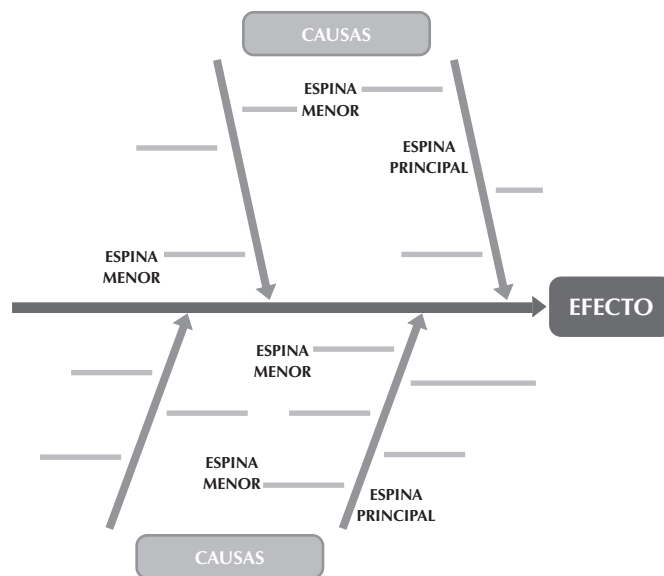 CAUSAS
ESPINA
MENOR
ESPINA
PRINCIPAL
ESPINA
MENOR
EFECTO
ESPINA
MENOR
ESPINA
MENOR
ESPINA
PRINCIPAL
CAUSAS